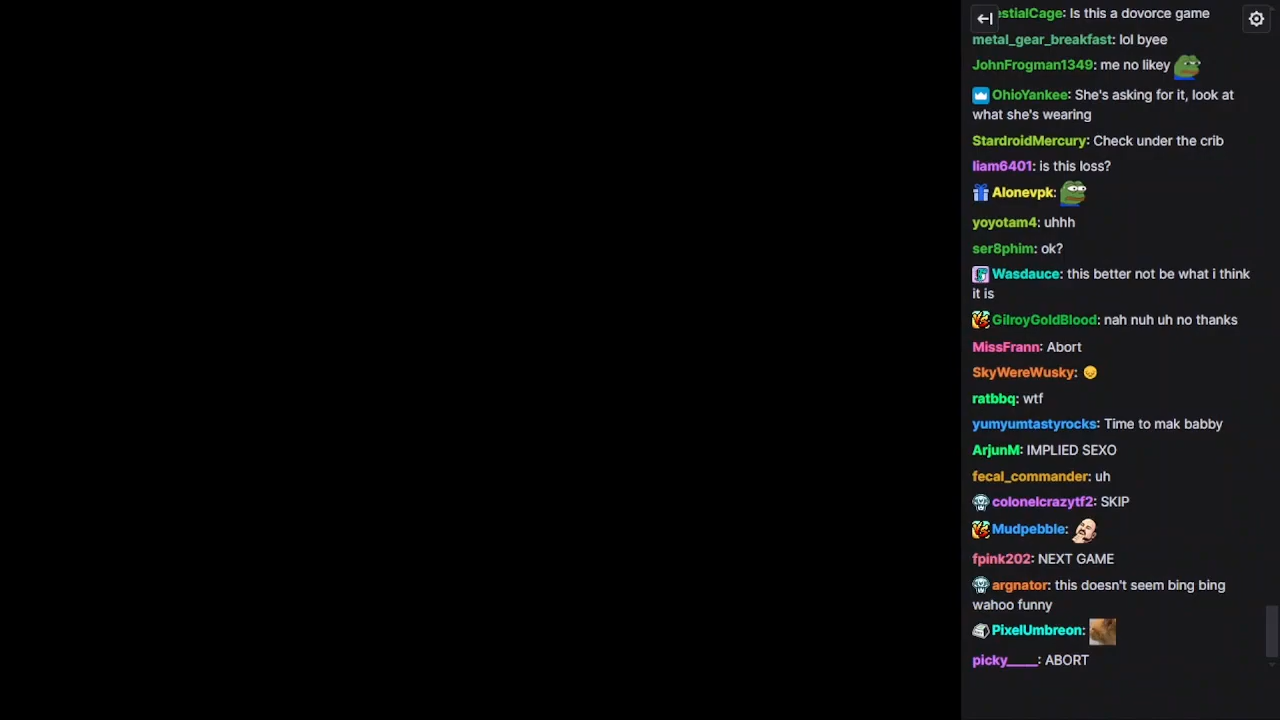 estialCage: Is this a dovorce game
metal_gear_breakfast: lol byee
JohnFrogman1349: me no likey
OhioYankee: She's asking for it, look at
what she's wearing
StardroidMercury: Check under the crib
liam6401: is this loss?
Alonevpk:
yoyotam4: uhhh
ser8phim: ok?
Wasdauce: this better not be what i think
it is
GilroyGoldBlood: nah nuh uh no thanks
MissFrann: Abort
SkyWereWusky:
ratbbq: wtf
yumyumtastyrocks: Time to mak babby
ArjunM: IMPLIED SEXO
fecal_commander: uh
colonelcrazytf2: SKIP
Mudpebble:
fpink202: NEXT GAME
argnator: this doesn't seem bing bing
wahoo funny
PixelUmbreon:
picky_____: ABORT